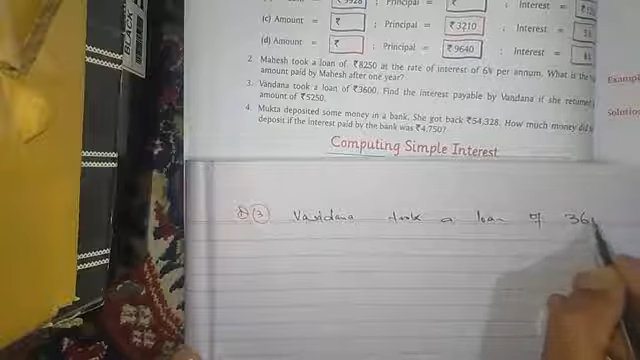 ₹9928 ; Principal = ₹ ; Interest =
(c) Amount = ₹ ; Principal = ₹3210 ; Interest =
(d) Amount = ₹ ; Principal = ₹9640 ; Interest =
2. Mahesh took a loan of ₹8250 at the rate of interest of 6% per annum. What is the
amount paid by Mahesh after one year?
3. Vandana took a loan of ₹3600. Find the interest payable by Vandana if she returned
amount of ₹5250.
4. Mukta deposited some money in a bank. She got back ₹54,328. How much money did
deposit if the interest paid by the bank was ₹4,750?
Computing Simple Interest
3 Vandana took a loan of 36
BLACK
Example
Solution